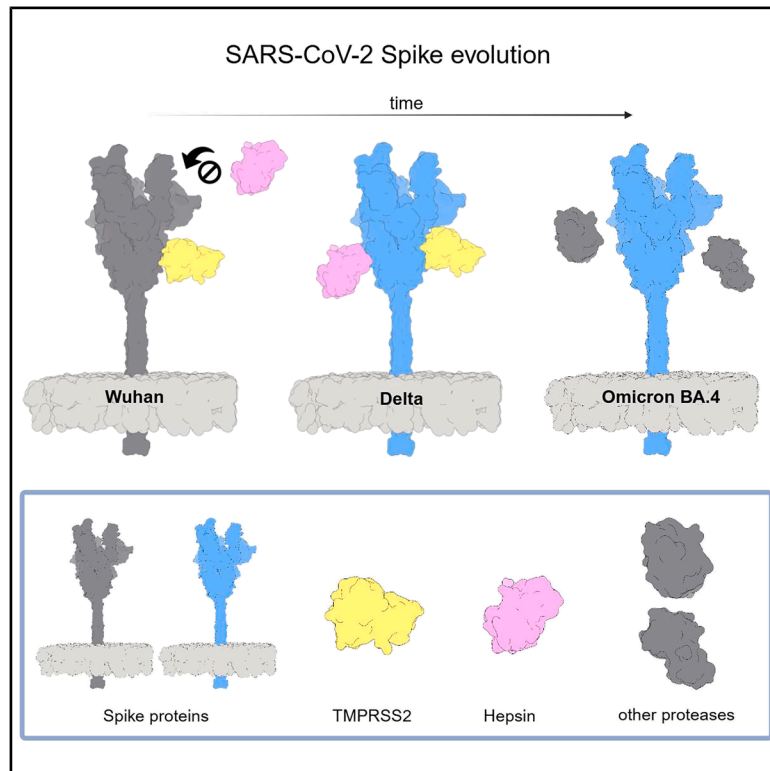 SARS-CoV-2 Spike evolution
time
Wuhan
Delta
Omicron BA.4
Spike proteins
TMPRSS2
Hepsin
other proteases